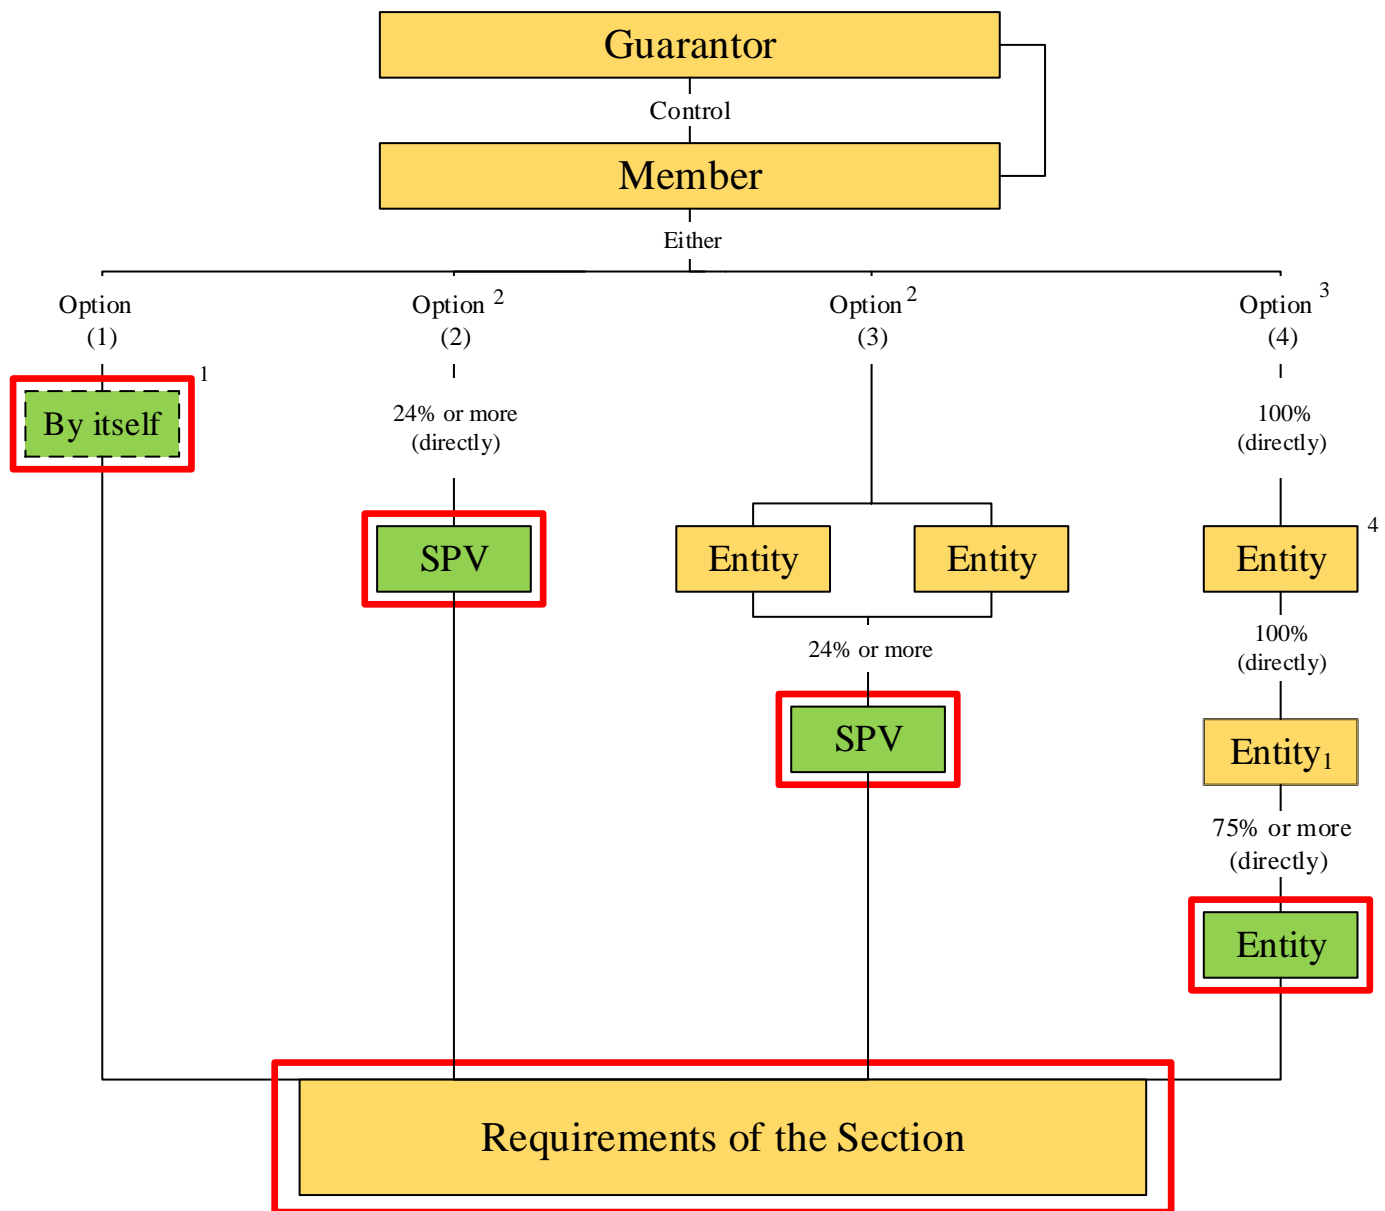 Guarantor
Control
Member
Either
Option
(1)
Option 2
(2)
Option 2
(3)
Option 3
(4)
1
By itself
24% or more
(directly)
100%
(directly)
SPV
Entity
Entity
Entity
4
24% or more
100%
(directly)
SPV
Entity1
75% or more
(directly)
Entity
Requirements of the Section